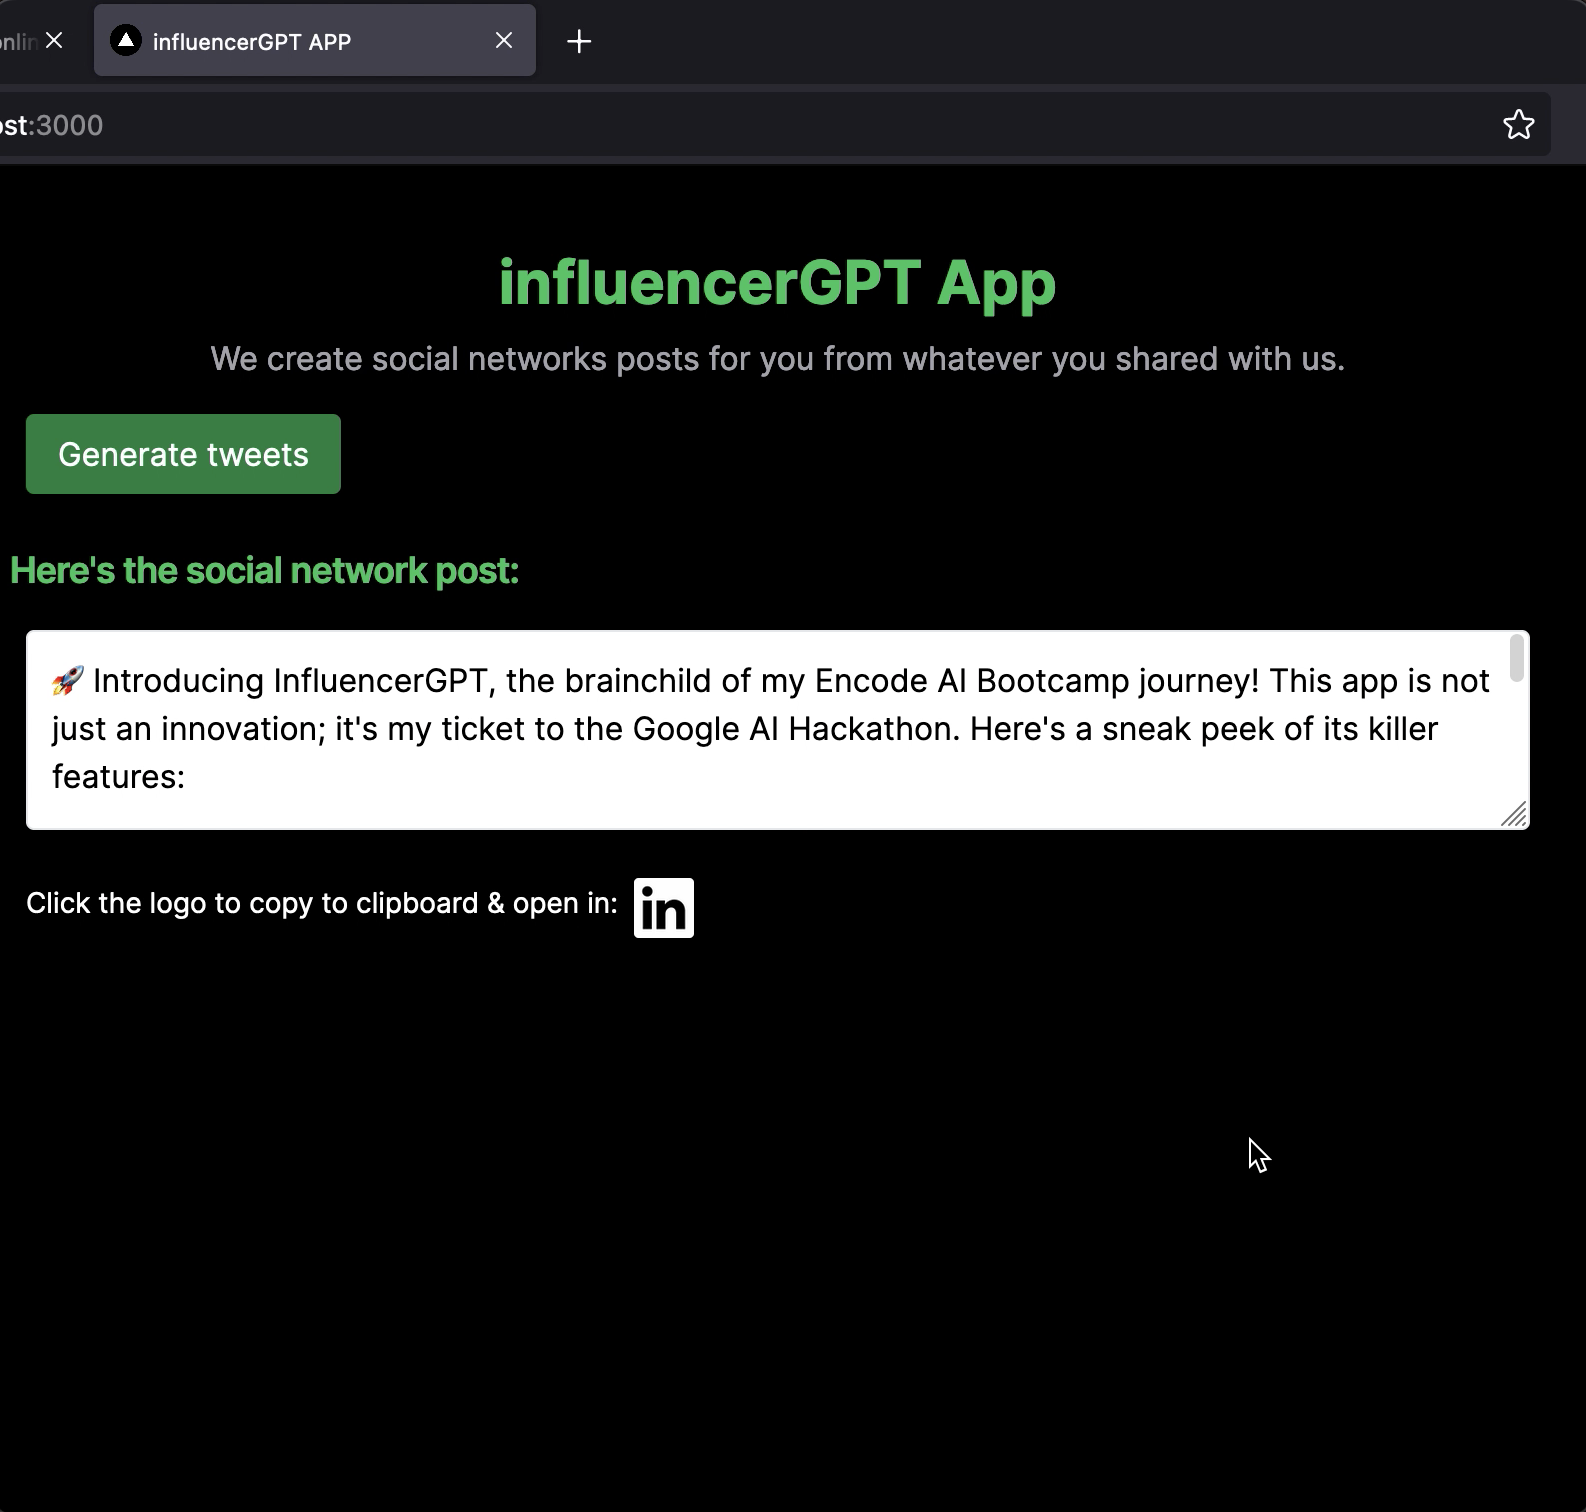 influencerGPT APP
ost:3000
influencerGPT App
We create social networks posts for you from whatever you shared with us.
Generate tweets
Here's the social network post:
🚀 Introducing InfluencerGPT, the brainchild of my Encode AI Bootcamp journey! This app is not
just an innovation; it's my ticket to the Google AI Hackathon. Here's a sneak peek of its killer
features:
Click the logo to copy to clipboard & open in: in